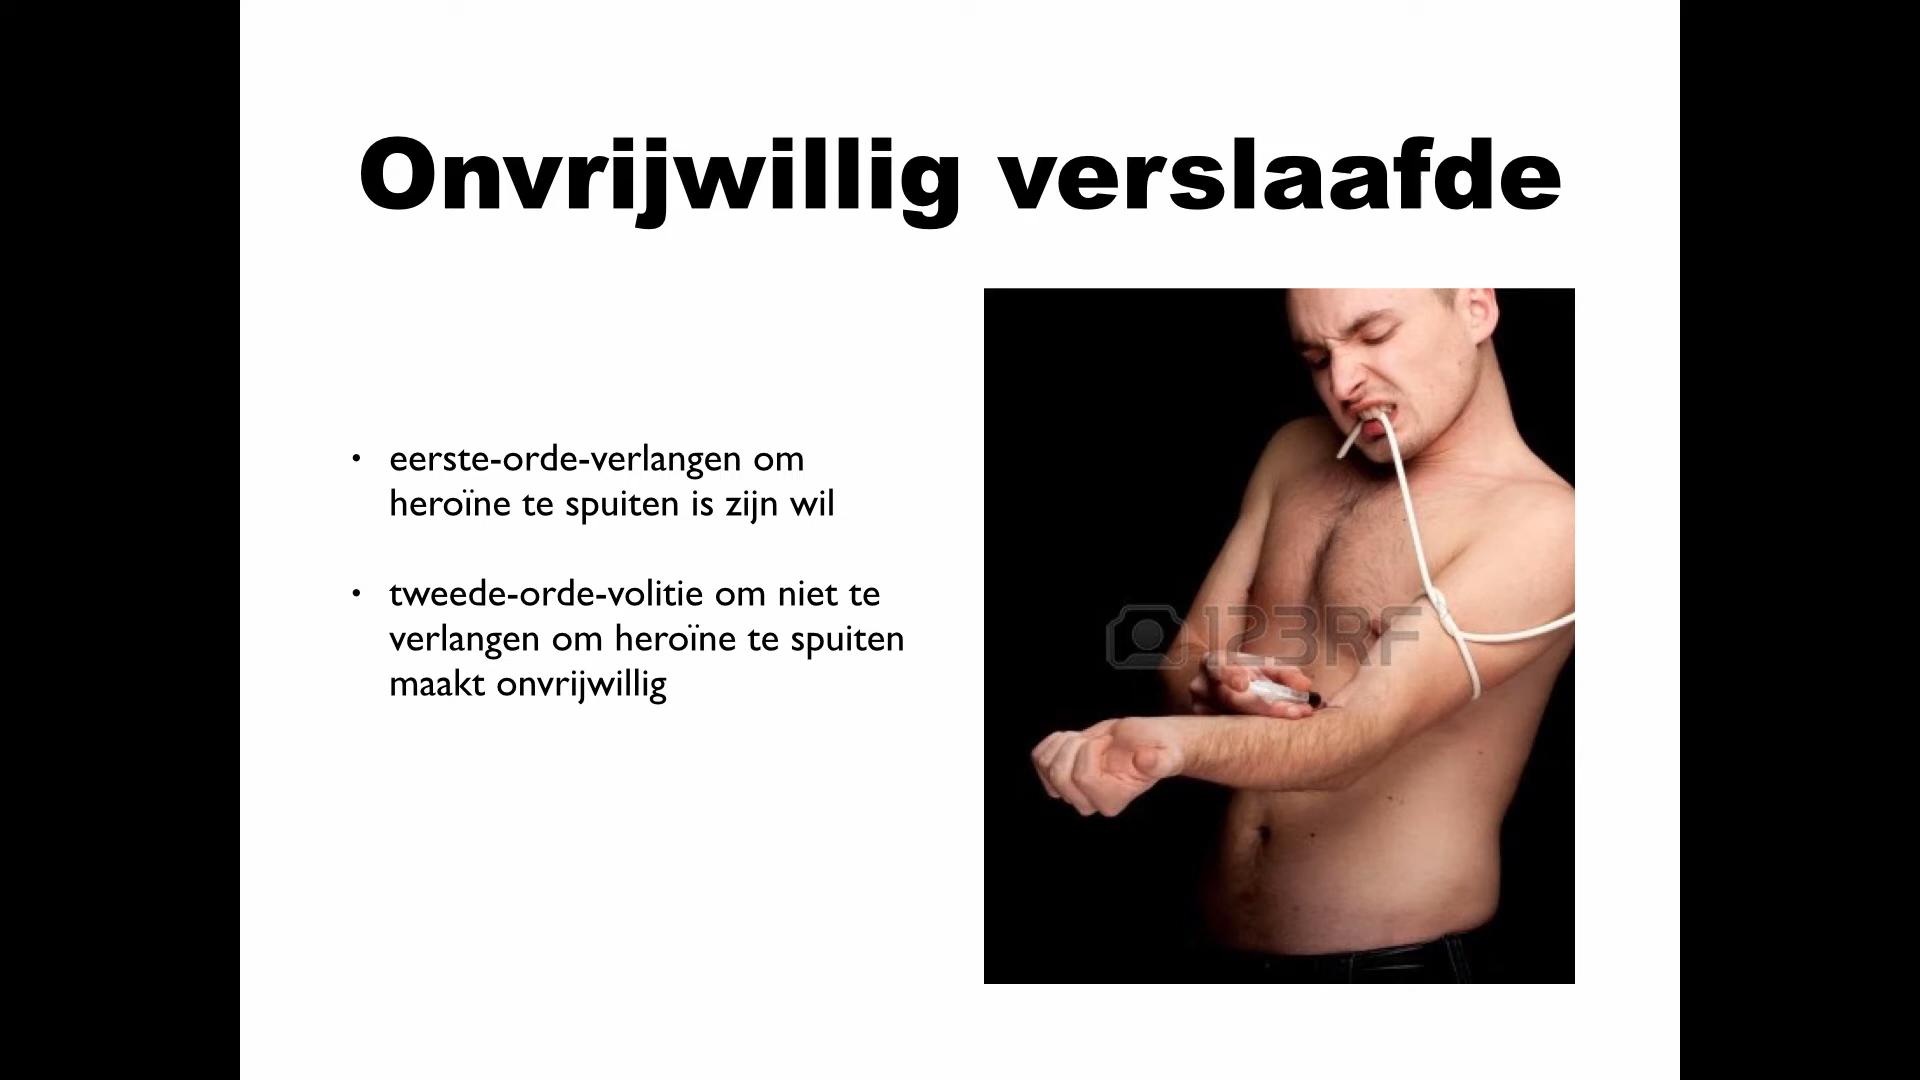 Onvrijwillig verslaafde
• eerste-orde-verlangen om
heroïne te spuiten is zijn wil
• tweede-orde-volitie om niet te
verlangen om heroïne te spuiten
maakt onvrijwillig
123RF